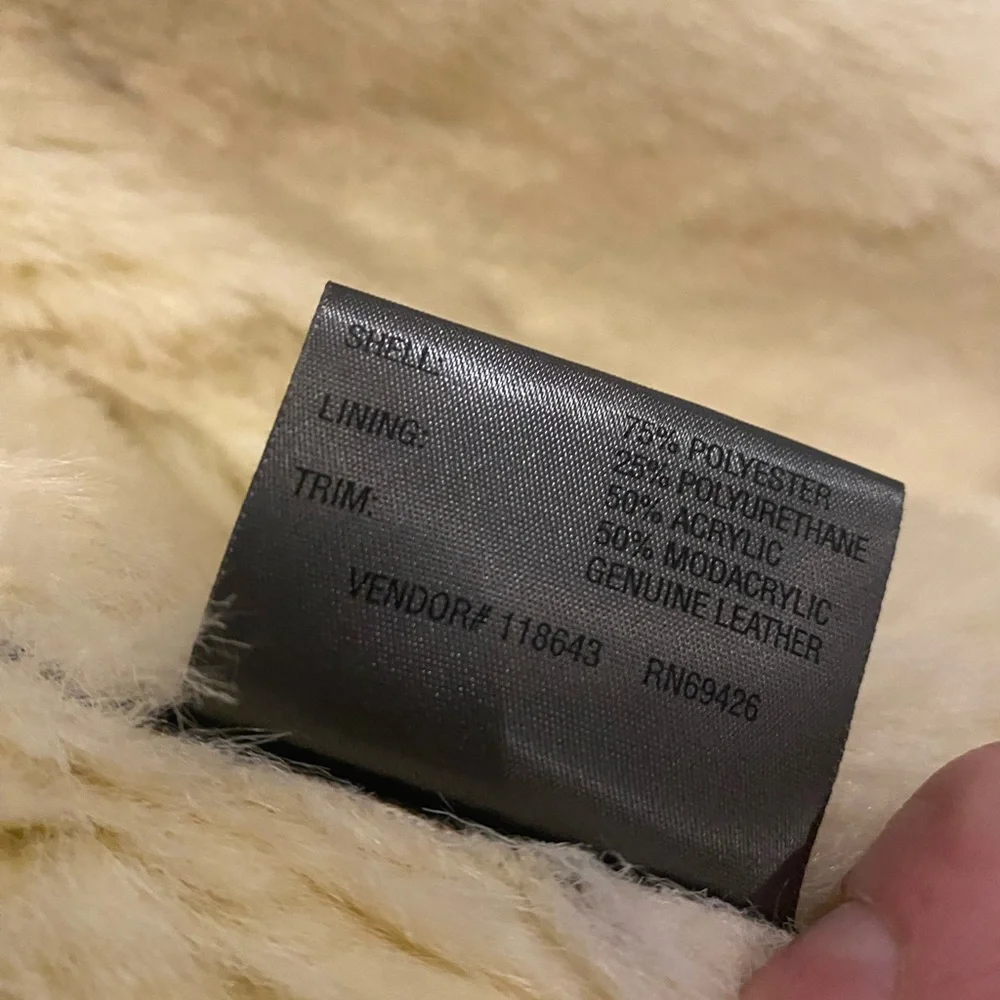 SHELL: 75% POLYESTER
25% POLYURETHANE
LINING: 50% ACRYLIC
50% MODACRYLIC
TRIM: GENUINE LEATHER
VENDOR# 118643 RN69426